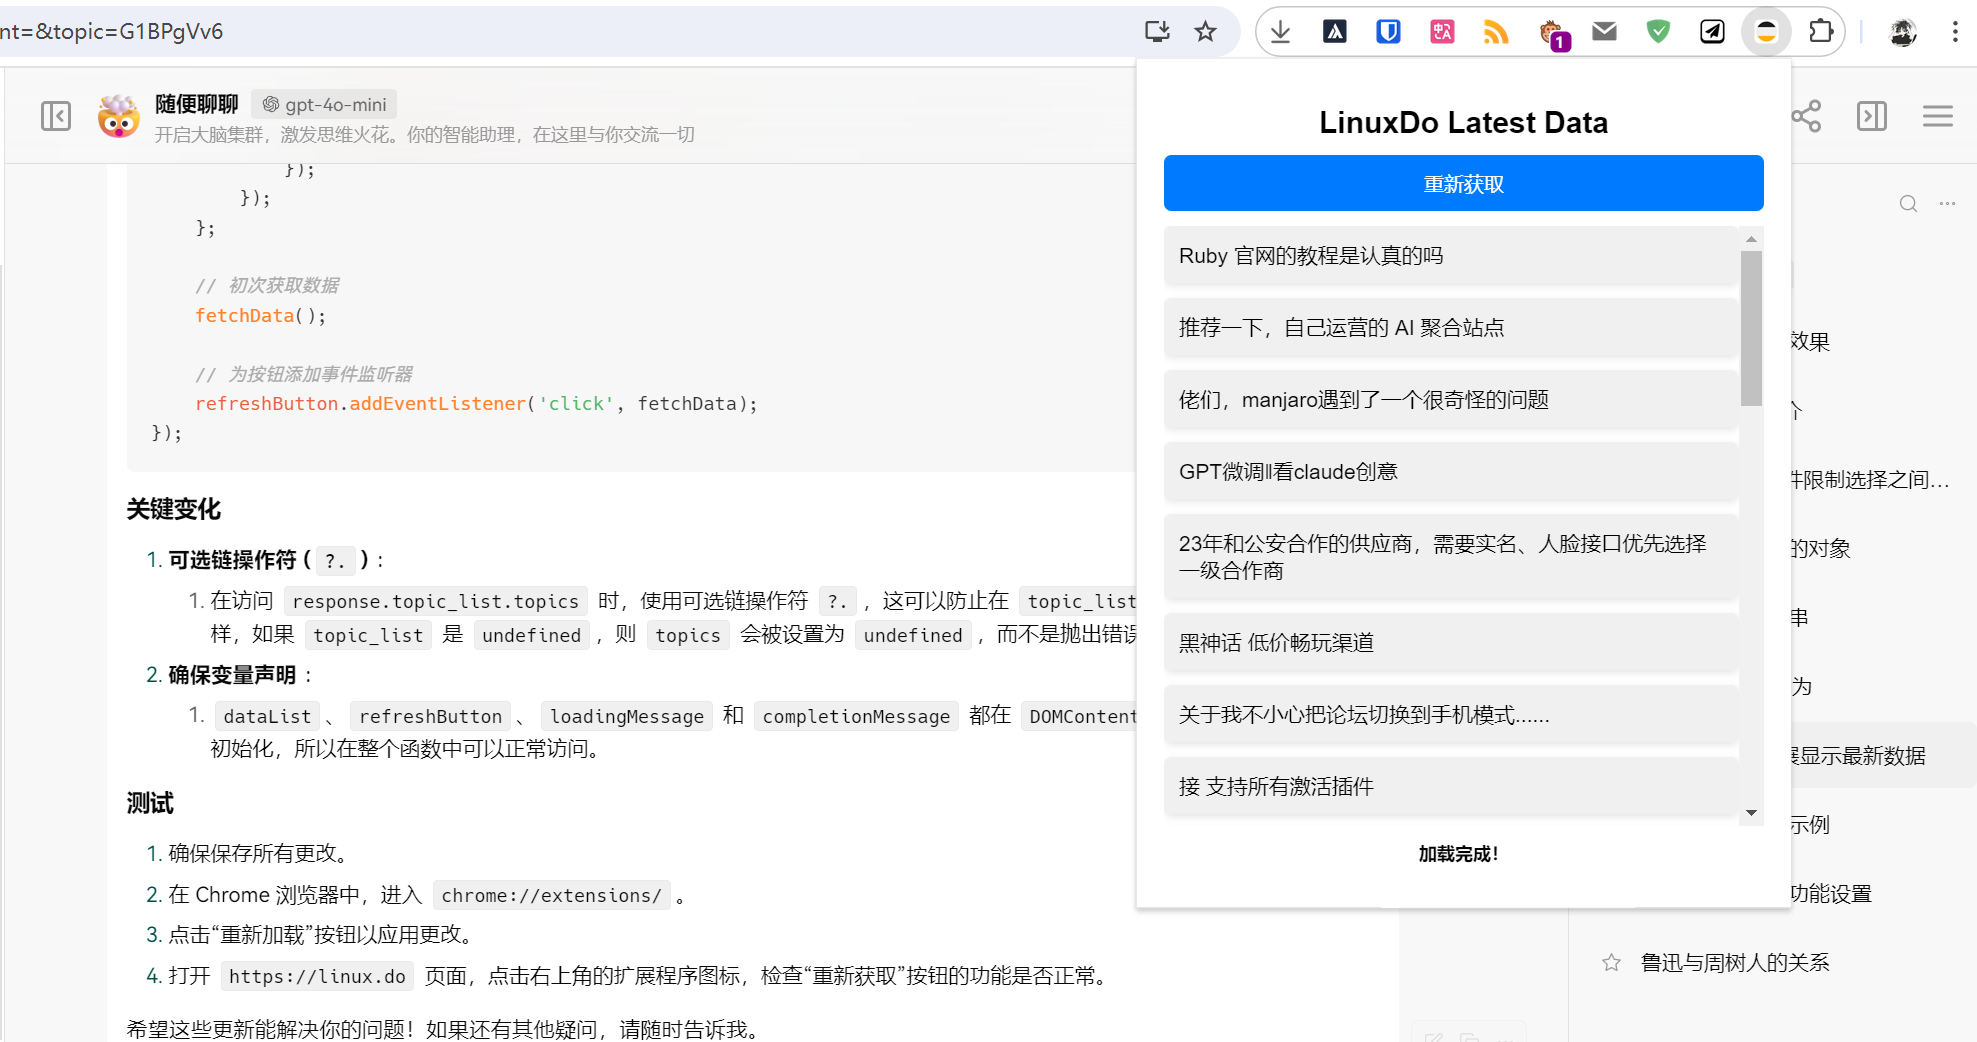 nt=&topic=G1BPgVv6
1
随便聊聊
gpt-4o-mini
开启大脑集群，激发思维火花。你的智能助理，在这里与你交流一切
});
});
};
// 初次获取数据
fetchData();
// 为按钮添加事件监听器
refreshButton.addEventListener('click', fetchData);
});
关键变化
1. 可选链操作符 ( ?. ) :
1. 在访问 response.topic_list.topics 时，使用可选链操作符 ?. ，这可以防止在 topic_list
样，如果 topic_list 是 undefined ，则 topics 会被设置为 undefined ，而不是抛出错误
2. 确保变量声明 :
1. dataList 、 refreshButton 、 loadingMessage 和 completionMessage 都在 DOMContent
初始化，所以在整个函数中可以正常访问。
测试
1. 确保保存所有更改。
2. 在 Chrome 浏览器中，进入 chrome://extensions/ 。
3. 点击“重新加载”按钮以应用更改。
4. 打开 https://linux.do 页面，点击右上角的扩展程序图标，检查“重新获取”按钮的功能是否正常。
希望这些更新能解决你的问题！如果还有其他疑问，请随时告诉我。
LinuxDo Latest Data
重新获取
Ruby 官网的教程是认真的吗
推荐一下，自己运营的 AI 聚合站点
佬们，manjaro遇到了一个很奇怪的问题
GPT微调‖看claude创意
23年和公安合作的供应商，需要实名、人脸接口优先选择
一级合作商
黑神话 低价畅玩渠道
关于我不小心把论坛切换到手机模式......
接 支持所有激活插件
加载完成！
效果
个
件限制选择之间…
的对象
串
为
展显示最新数据
示例
功能设置
鲁迅与周树人的关系